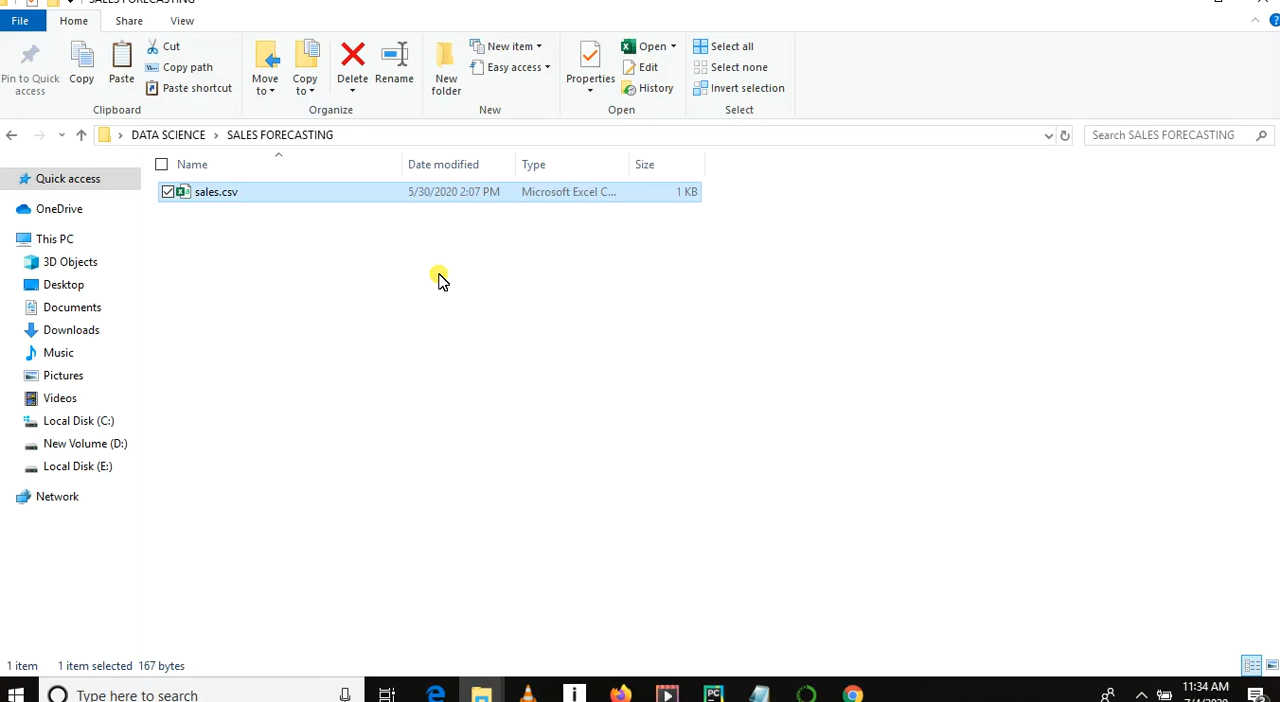 SALES FORECASTING
File Home Share View
Pin to Quick access
Copy
Paste
Cut
Copy path
Paste shortcut
Clipboard
Move to
Copy to
Delete
Rename
Organize
New folder
New item
Easy access
New
Properties
Open
Edit
History
Open
Select all
Select none
Invert selection
Select
DATA SCIENCE > SALES FORECASTING
Search SALES FORECASTING
Name Date modified Type Size
sales.csv 5/30/2020 2:07 PM Microsoft Excel C... 1 KB
Quick access
OneDrive
This PC
3D Objects
Desktop
Documents
Downloads
Music
Pictures
Videos
Local Disk (C:)
New Volume (D:)
Local Disk (E:)
Network
1 item 1 item selected 167 bytes
Type here to search
PC
11:34 AM